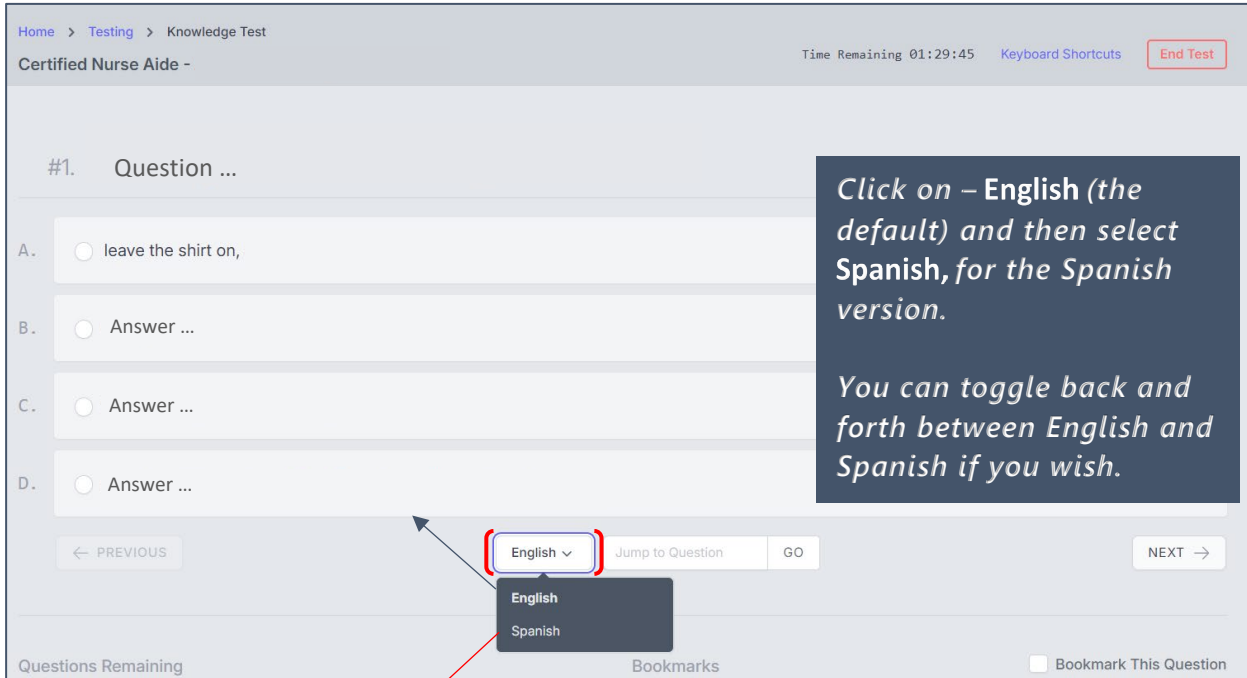 Home > Testing > Knowledge Test
Certified Nurse Aide -
Time Remaining 01:29:45 Keyboard Shortcuts End Test
#1. Question ...
A. leave the shirt on,
B. Answer ...
C. Answer ...
D. Answer ...
Click on – English (the
default) and then select
Spanish, for the Spanish
version.
You can toggle back and
forth between English and
Spanish if you wish.
← PREVIOUS English Jump to Question GO NEXT →
English
Spanish
Questions Remaining Bookmarks Bookmark This Question